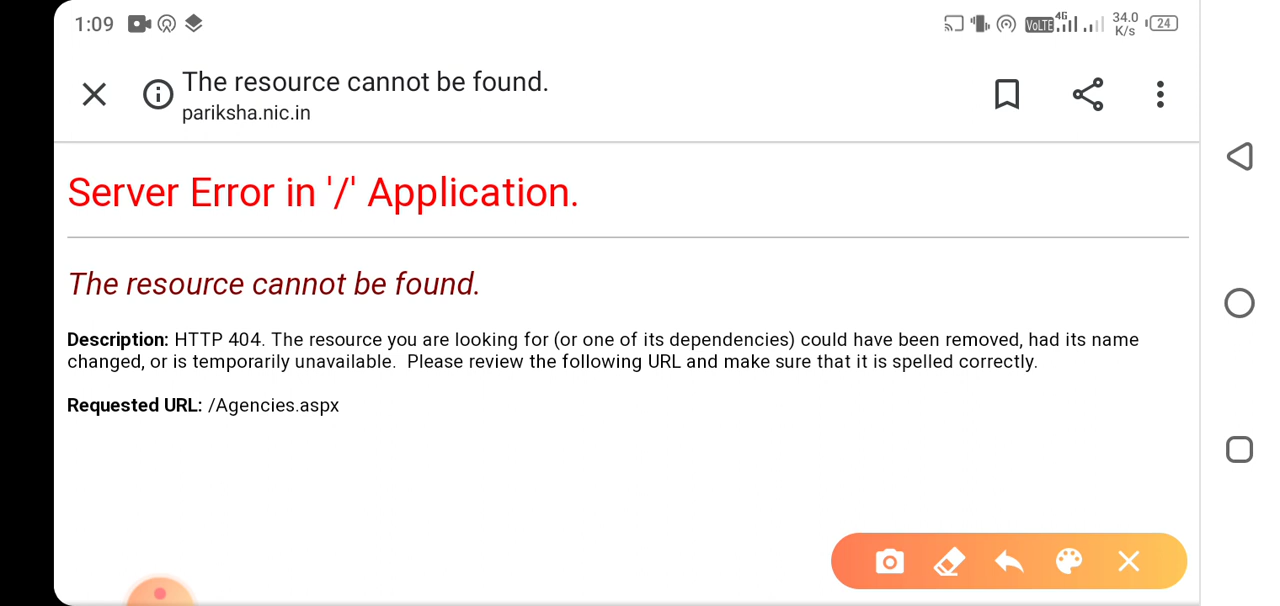 1:09 VoLTE 4G 34.0 K/s 24
The resource cannot be found.
pariksha.nic.in
Server Error in '/' Application.
The resource cannot be found.
Description: HTTP 404. The resource you are looking for (or one of its dependencies) could have been removed, had its name
changed, or is temporarily unavailable.  Please review the following URL and make sure that it is spelled correctly.
Requested URL: /Agencies.aspx